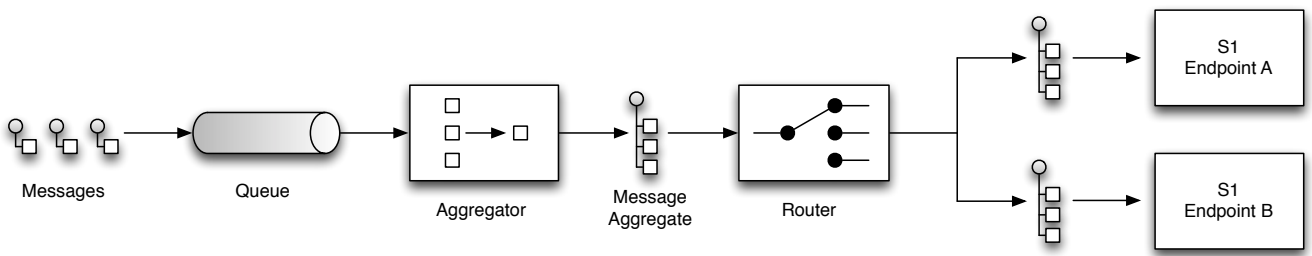 Messages
Queue
Aggregator
Message
Aggregate
Router
S1
Endpoint A
S1
Endpoint B